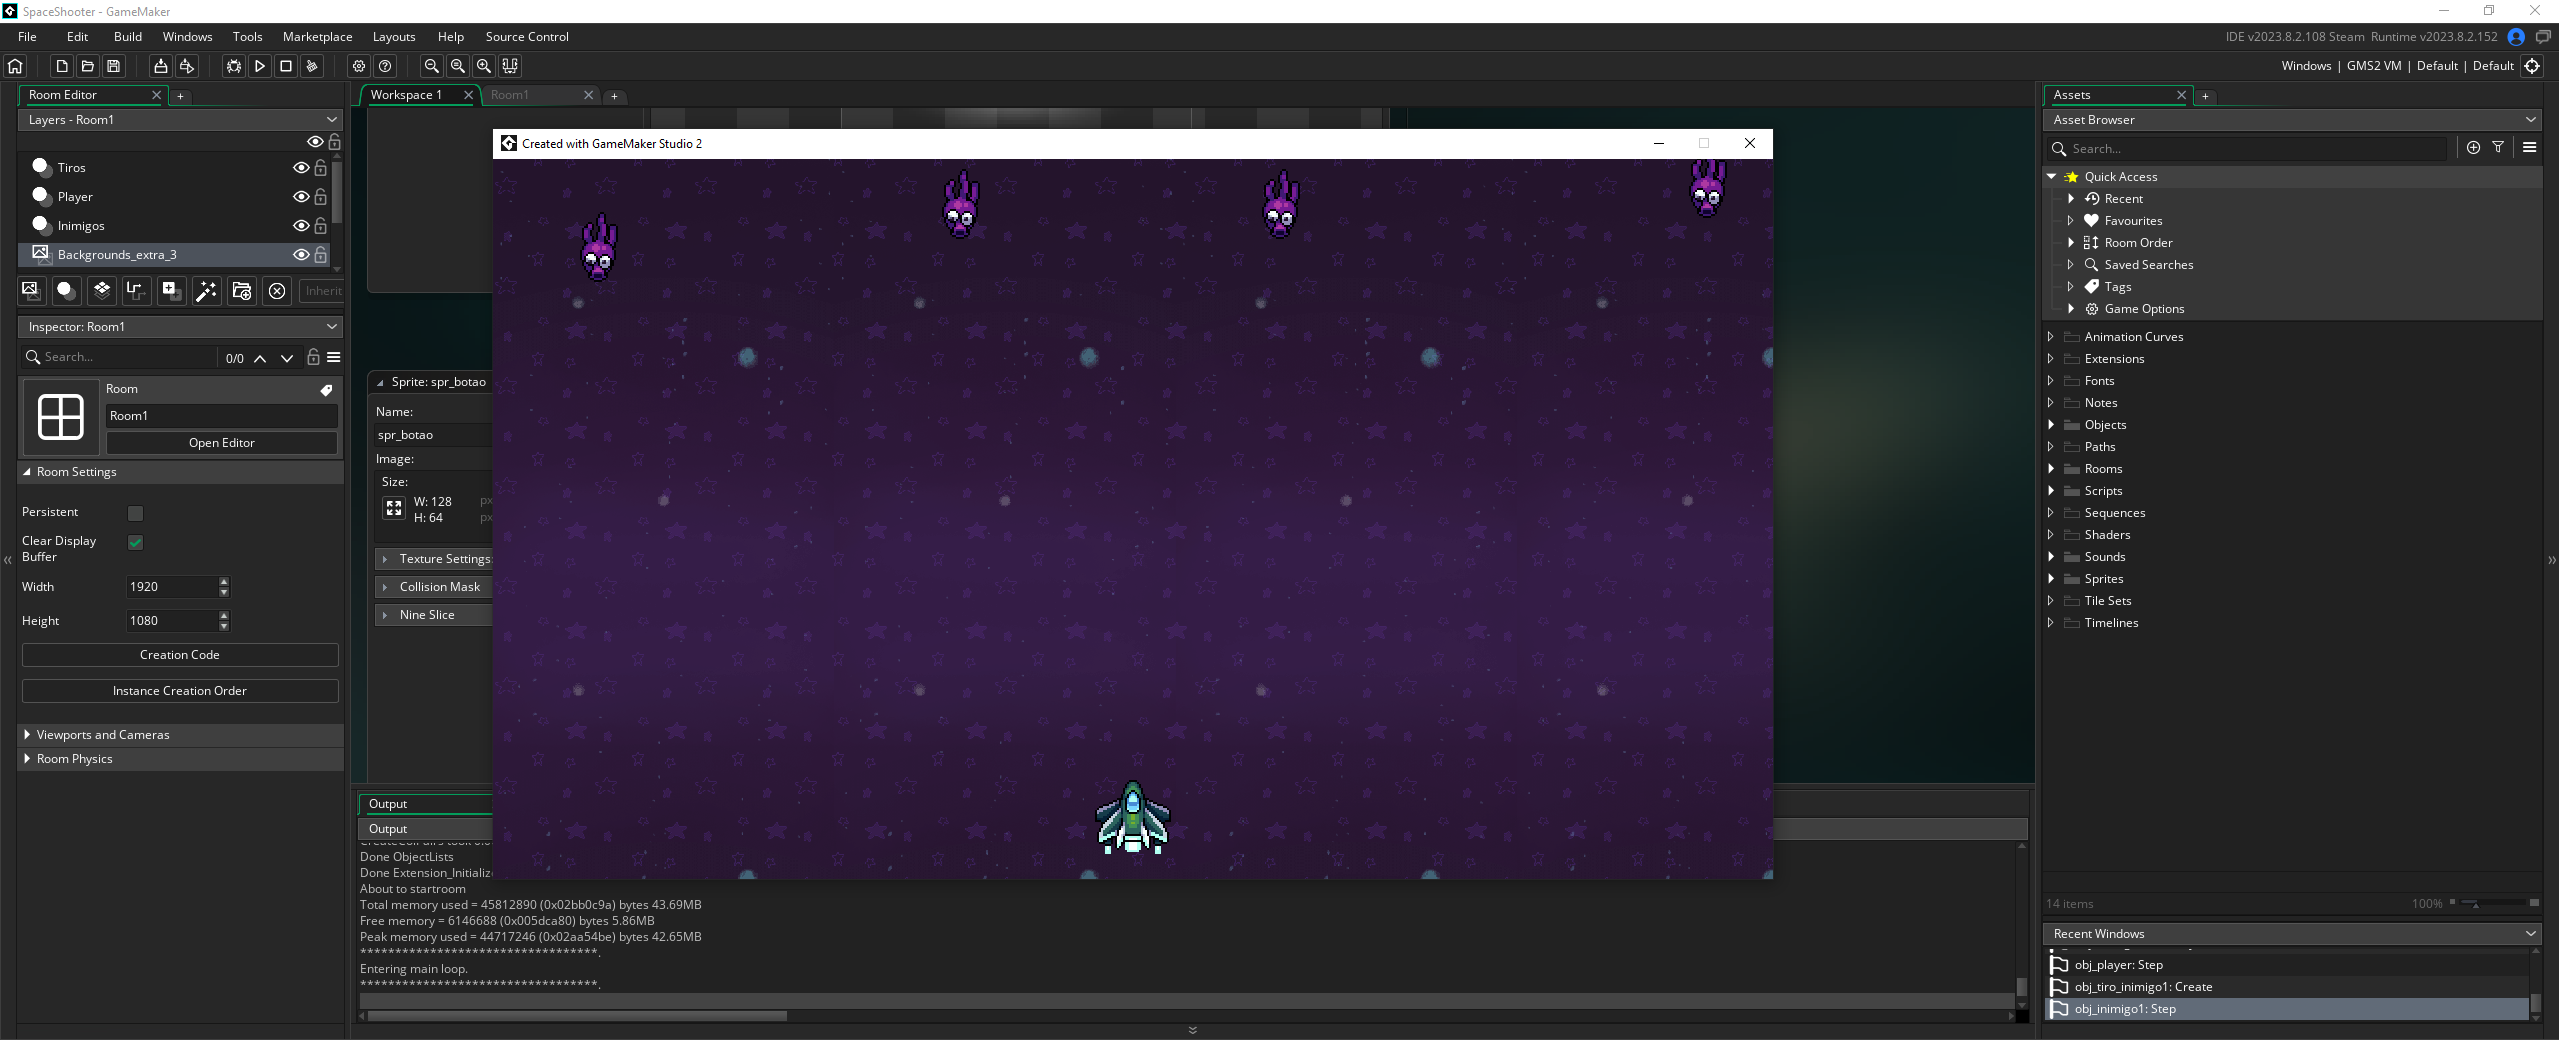 SpaceShooter - GameMaker
File Edit Build Windows Tools Marketplace Layouts Help Source Control
IDE v2023.8.2.108 Steam Runtime v2023.8.2.152
Windows | GMS2 VM | Default | Default
Room Editor
Layers - Room1
Tiros
Player
Inimigos
Backgrounds_extra_3
Inherit
Inspector: Room1
Search...
0/0
Room
Room1
Open Editor
Room Settings
Persistent
Clear Display
Buffer
Width
1920
Height
1080
Creation Code
Instance Creation Order
Viewports and Cameras
Room Physics
Workspace 1
Room1
Created with GameMaker Studio 2
Sprite: spr_botao
Name:
spr_botao
Image:
Size:
W: 128 px
H: 64 px
Texture Settings
Collision Mask
Nine Slice
Output
Output
Done ObjectLists
Done Extension_Initializ
About to startroom
Total memory used = 45812890 (0x02bb0c9a) bytes 43.69MB
Free memory = 6146688 (0x005dca80) bytes 5.86MB
Peak memory used = 44717246 (0x02aa54be) bytes 42.65MB
**********************************.
Entering main loop.
**********************************.
Assets
Asset Browser
Search...
Quick Access
Recent
Favourites
Room Order
Saved Searches
Tags
Game Options
Animation Curves
Extensions
Fonts
Notes
Objects
Paths
Rooms
Scripts
Sequences
Shaders
Sounds
Sprites
Tile Sets
Timelines
14 items
100%
Recent Windows
obj_player: Step
obj_tiro_inimigo1: Create
obj_inimigo1: Step